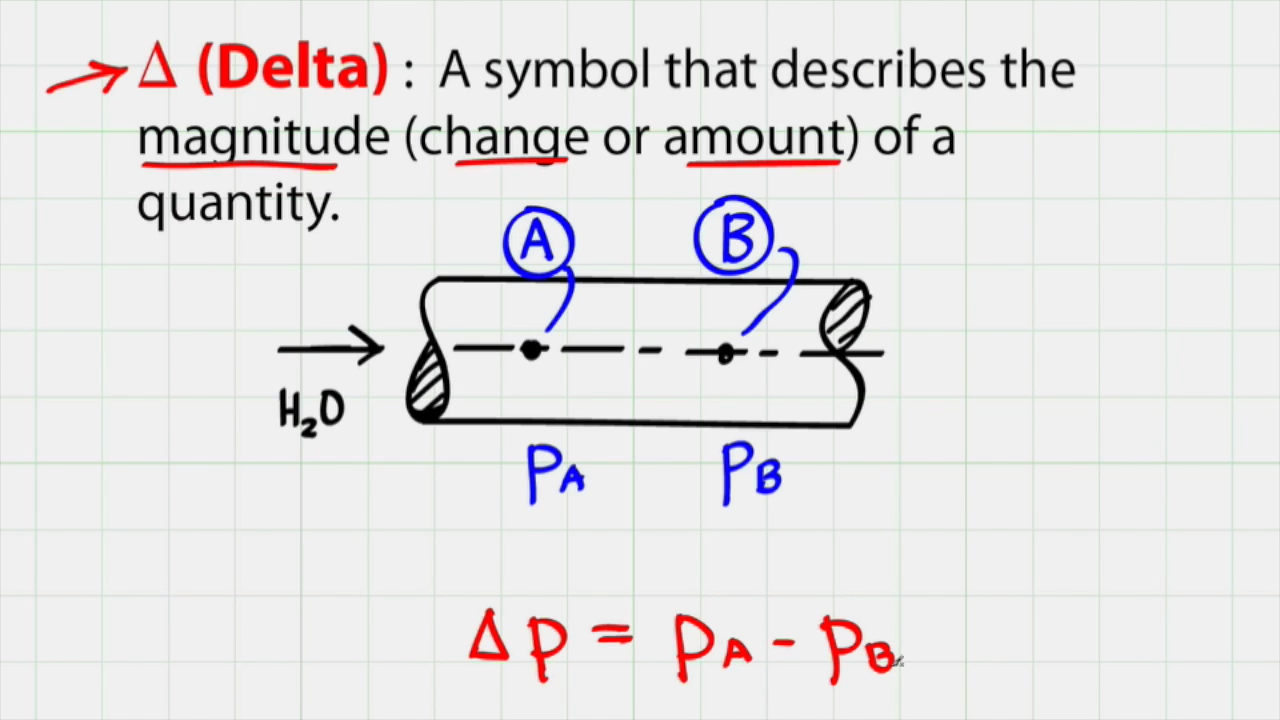 Δ (Delta) : A symbol that describes the
magnitude (change or amount) of a
quantity.
A B
H₂O
PA PB
Δp = PA - PB